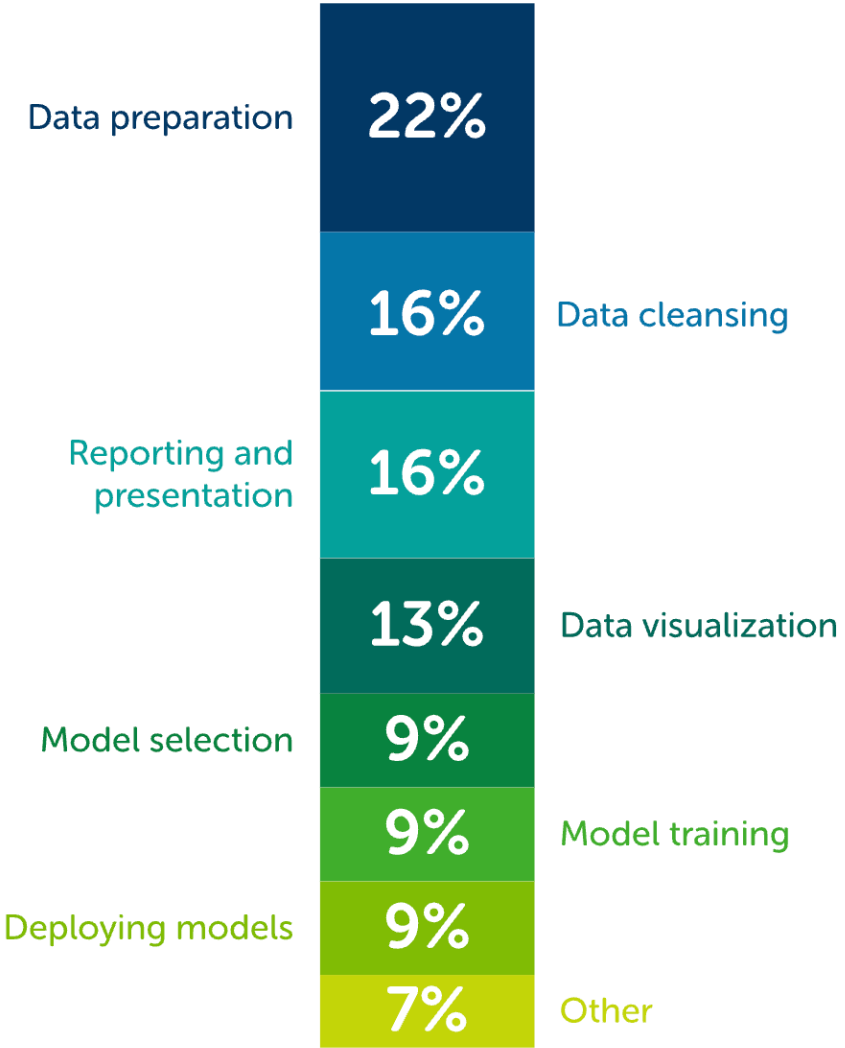 Data preparation
22%
16%
Data cleansing
Reporting and
presentation
16%
13%
Data visualization
Model selection
9%
9%
Model training
Deploying models
9%
7%
Other